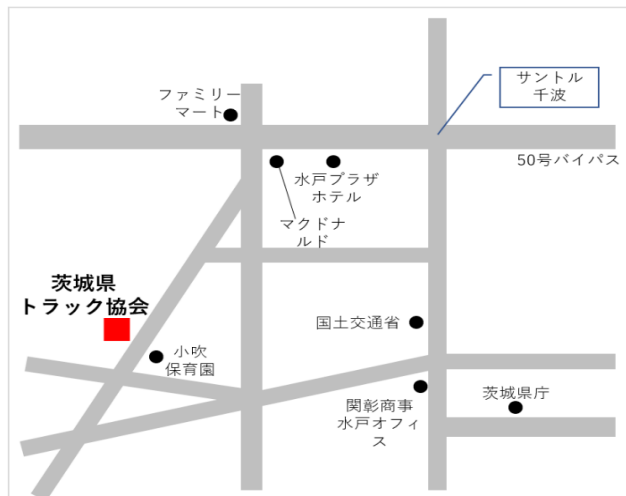 サントル
千波
ファミリー
マート
50号バイパス
水戸プラザ
ホテル
マクドナ
ルド
茨城県
トラック協会
国土交通省
小吹
保育園
茨城県庁
関彰商事
水戸オフィ
ス